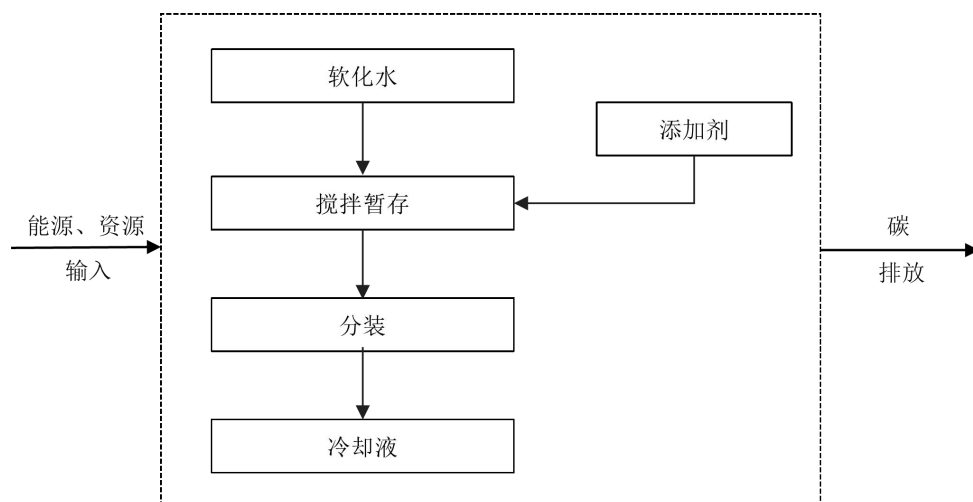 软化水
添加剂
搅拌暂存
能源、资源
输入
碳
排放
分装
冷却液